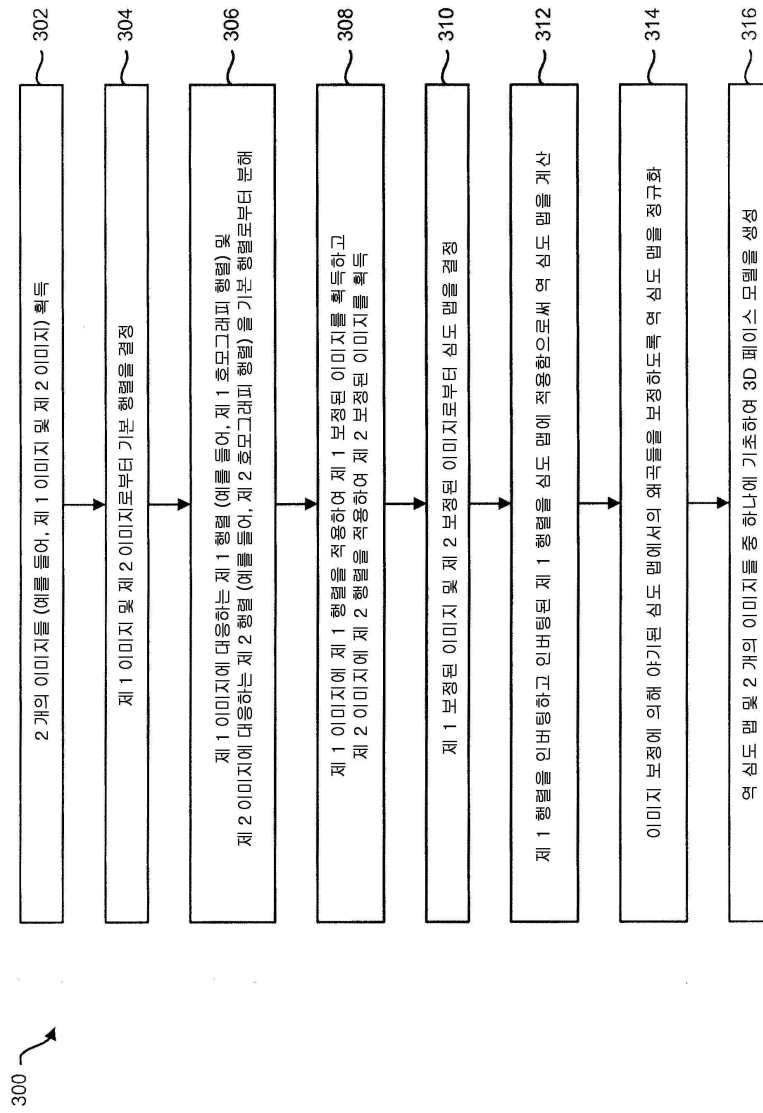 300
2 개의 이미지들 (예를 들어, 제 1 이미지 및 제 2 이미지) 획득
302
제 1 이미지 및 제 2 이미지로부터 기본 행렬을 결정
304
제 1 이미지에 대응하는 제 1 행렬 (예를 들어, 제 1 호모그래피 행렬) 및
제 2 이미지에 대응하는 제 2 행렬 (예를 들어, 제 2 호모그래피 행렬) 을 기본 행렬로부터 분해
306
제 1 이미지에 제 1 행렬을 적용하여 제 1 보정된 이미지를 획득하고
제 2 이미지에 제 2 행렬을 적용하여 제 2 보정된 이미지를 획득
308
제 1 보정된 이미지 및 제 2 보정된 이미지로부터 심도 맵을 결정
310
제 1 행렬을 인버팅하고 인버팅된 제 1 행렬을 심도 맵에 적용함으로써 역 심도 맵을 계산
312
이미지 보정에 의해 야기된 심도 맵에서의 왜곡들을 보정하도록 역 심도 맵을 정규화
314
역 심도 맵 및 2 개의 이미지들 중 하나에 기초하여 3D 페이스 모델을 생성
316